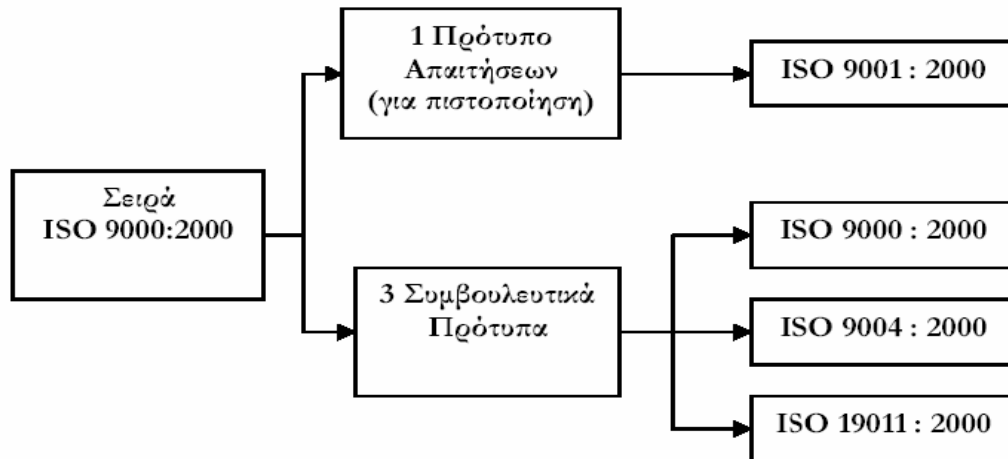 1 Πρότυπο
Απαιτήσεων
(για πιστοποίηση)
ISO 9001 : 2000
Σειρά
ISO 9000:2000
3 Συμβουλευτικά
Πρότυπα
ISO 9000 : 2000
ISO 9004 : 2000
ISO 19011 : 2000